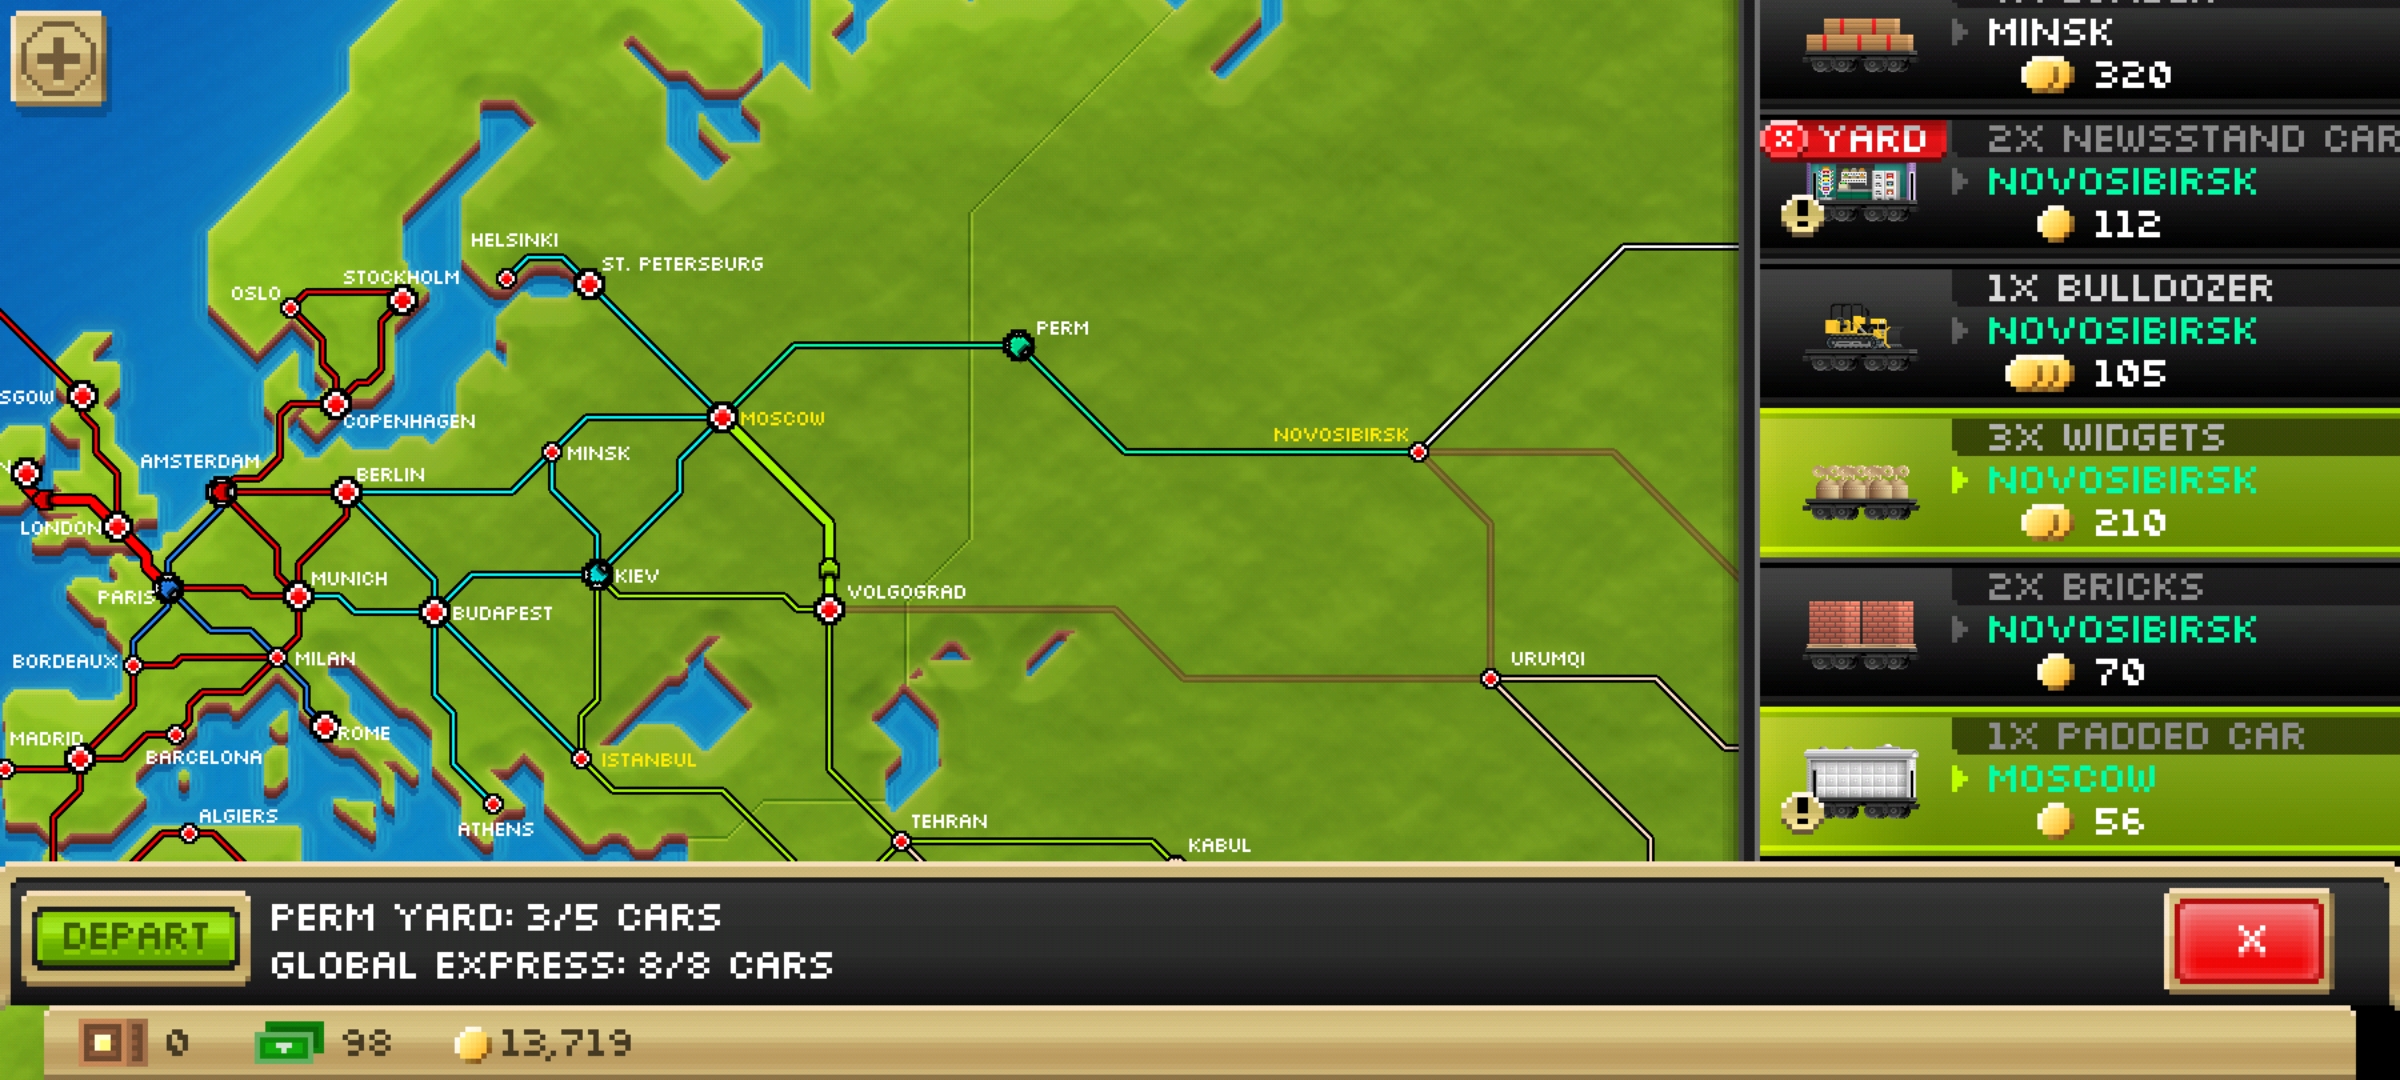 MINSK
320
YARD
2X NEWSSTAND CAR
NOVOSIBIRSK
112
1X BULLDOZER
NOVOSIBIRSK
105
3X WIDGETS
NOVOSIBIRSK
210
2X BRICKS
NOVOSIBIRSK
70
1X PADDED CAR
MOSCOW
56
HELSINKI
ST. PETERSBURG
STOCKHOLM
OSLO
PERM
SGOW
COPENHAGEN
MOSCOW
NOVOSIBIRSK
MINSK
AMSTERDAM
BERLIN
LONDON
MUNICH
KIEV
PARIS
VOLGOGRAD
BUDAPEST
BORDEAUX
MILAN
URUMQI
MADRID
ROME
BARCELONA
ISTANBUL
ALGIERS
ATHENS
TEHRAN
KABUL
DEPART
PERM YARD: 3/5 CARS
GLOBAL EXPRESS: 8/8 CARS
X
0
98
13,719